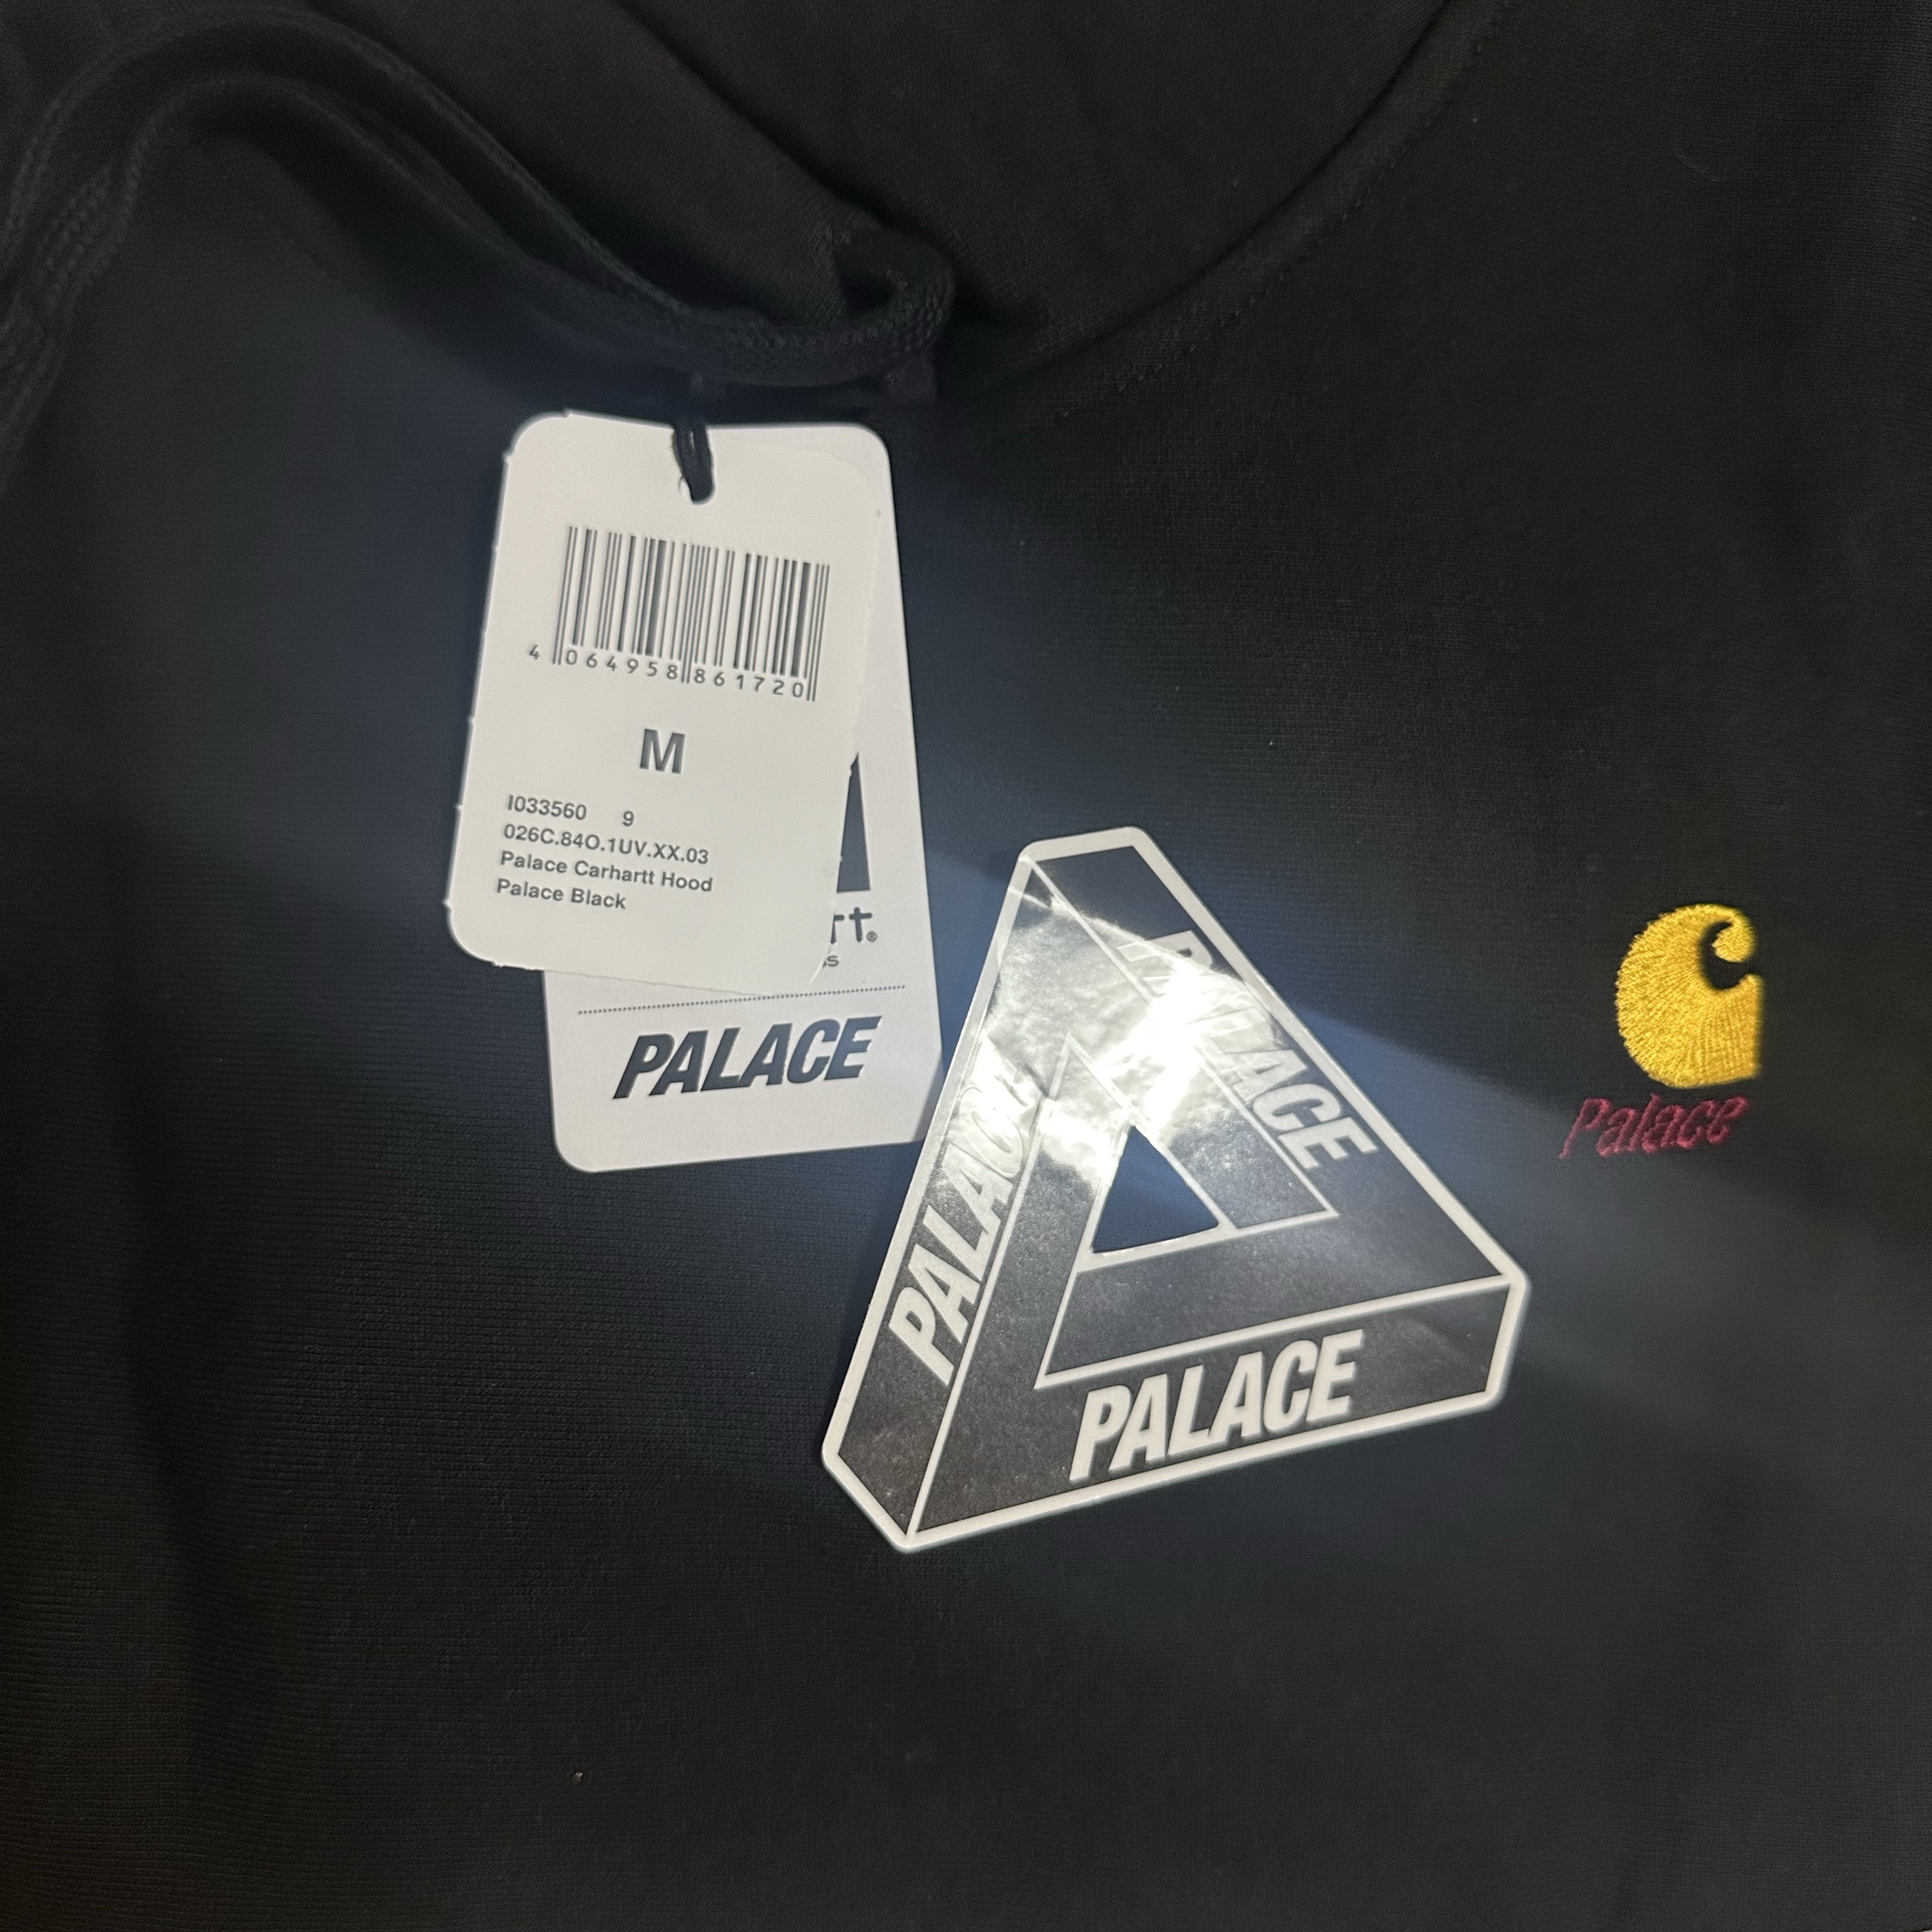 4 064958 861720
M
I033560 9
026C.84O.1UV.XX.03
Palace Carhartt Hood
Palace Black
PALACE
PALACE
PALACE
PALACE
Palace